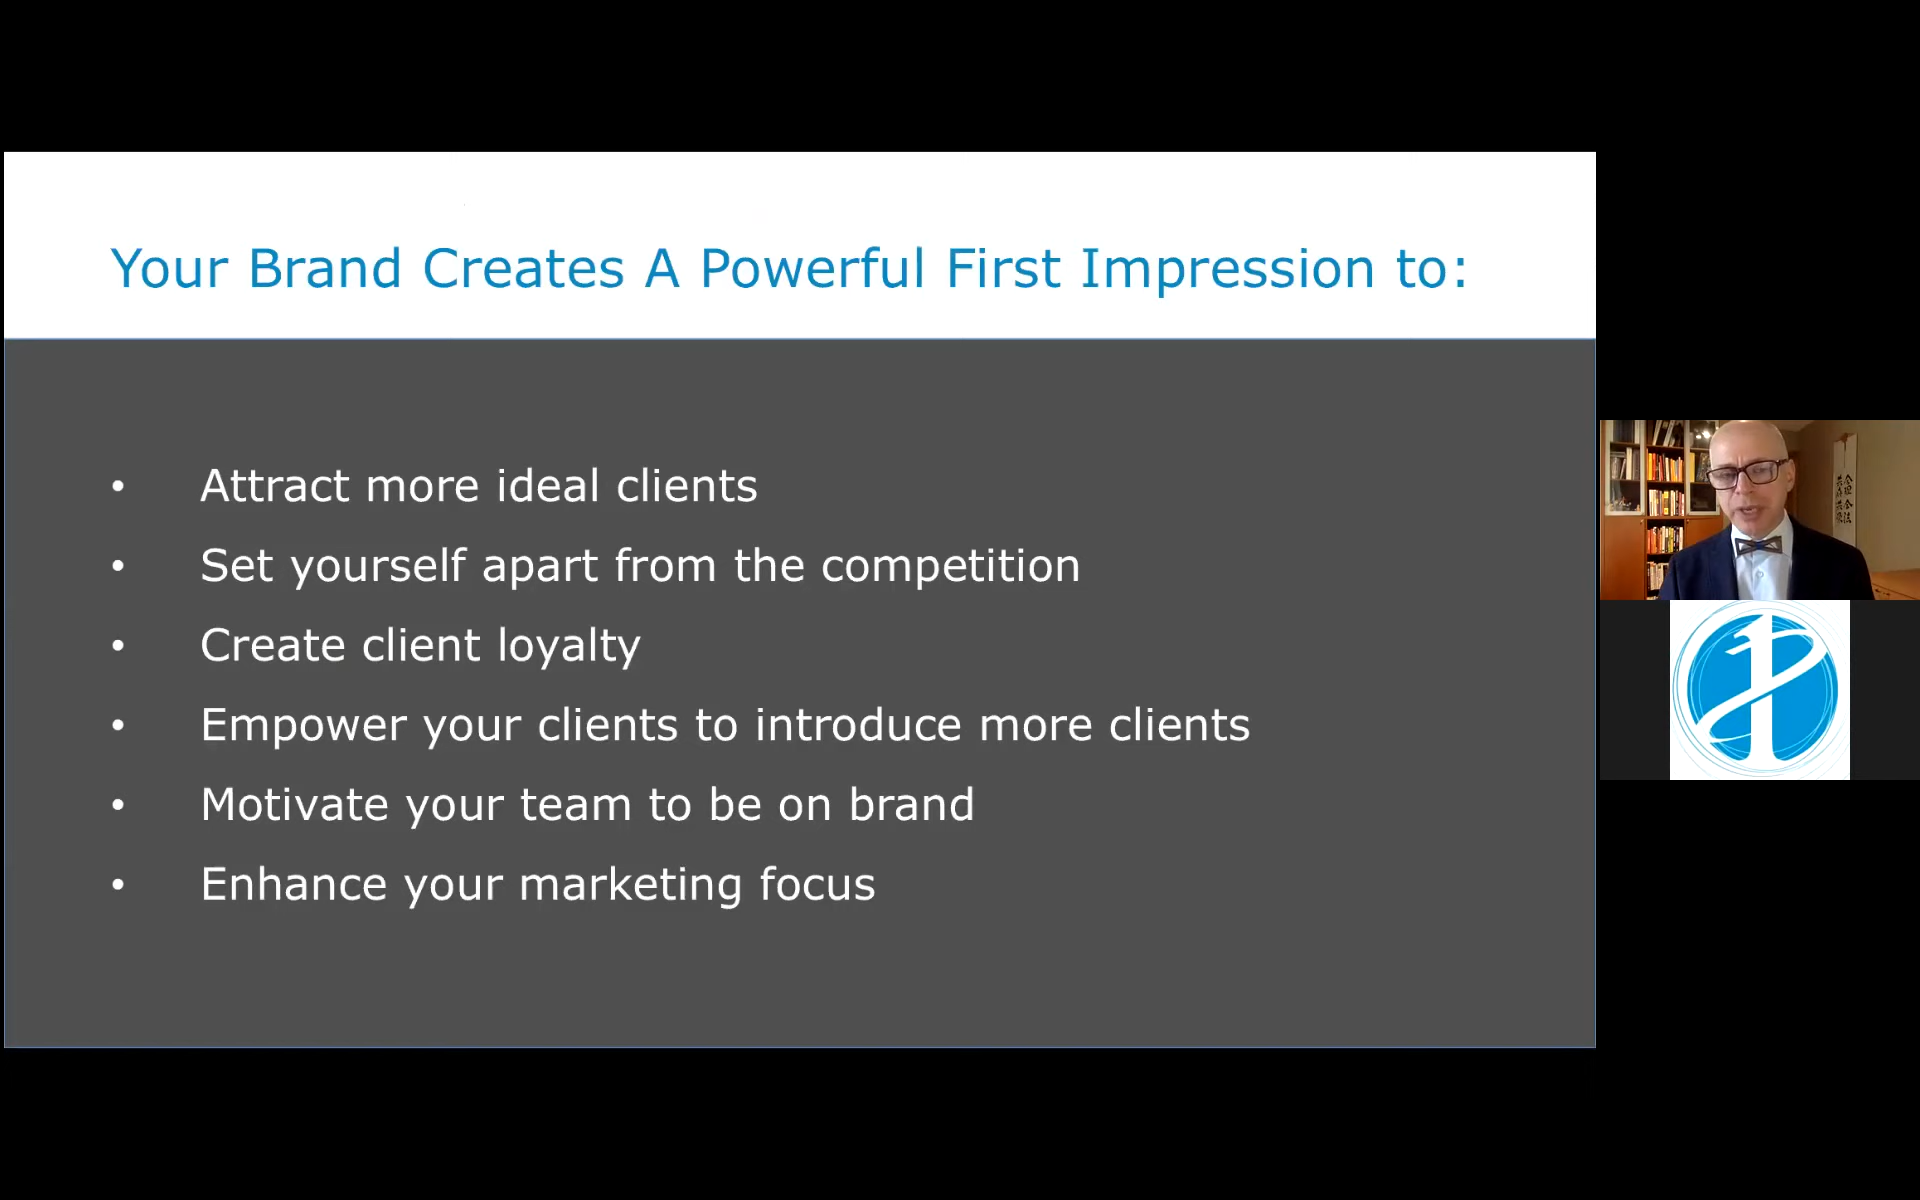 Your Brand Creates A Powerful First Impression to:
• Attract more ideal clients
• Set yourself apart from the competition
• Create client loyalty
• Empower your clients to introduce more clients
• Motivate your team to be on brand
• Enhance your marketing focus